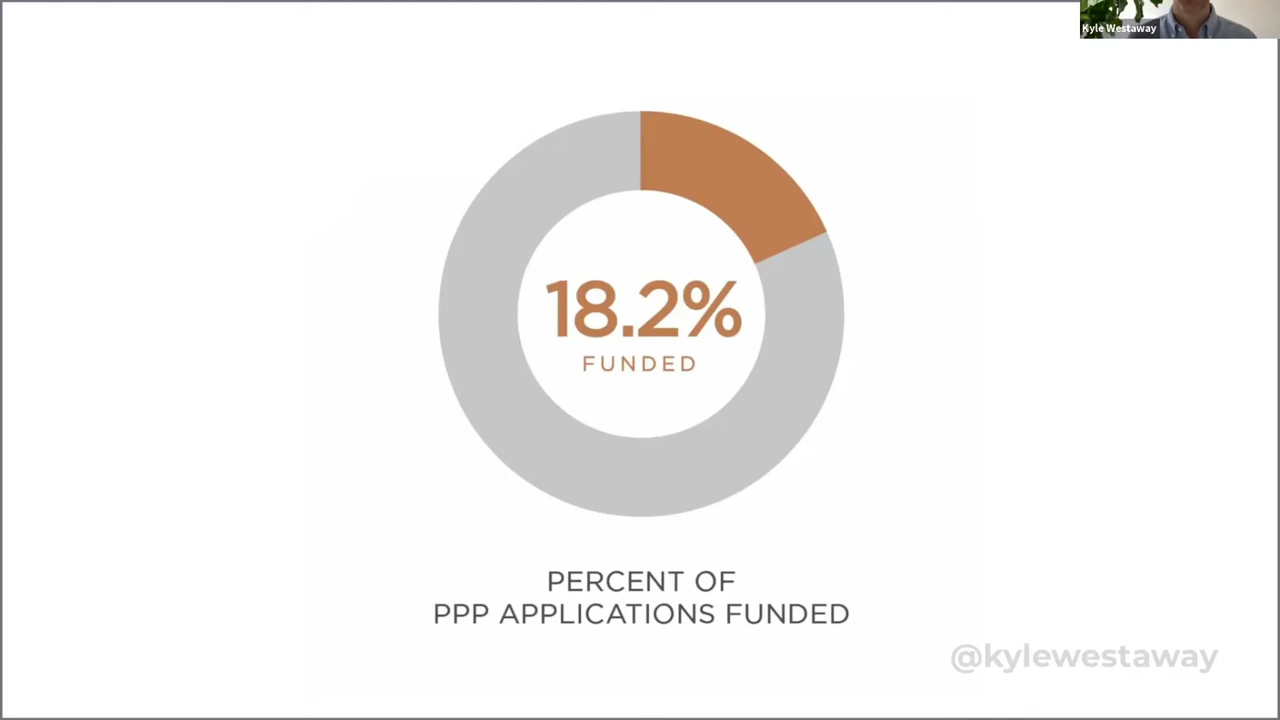 Kyle Westaway
18.2%
FUNDED
PERCENT OF
PPP APPLICATIONS FUNDED
@kylewestaway